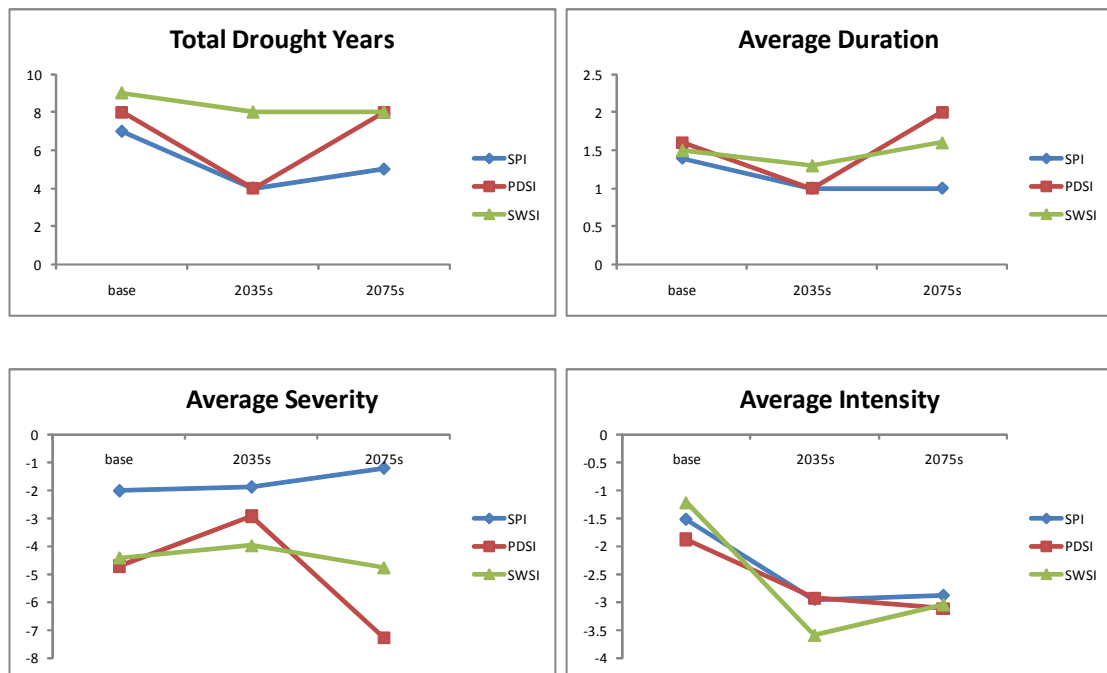 Total Drought Years
10
8
6
4
2
0
base
2035s
2075s
SPI
PDSI
SWSI
Average Duration
2.5
2
1.5
1
0.5
0
base
2035s
2075s
SPI
PDSI
SWSI
Average Severity
0
-1
-2
-3
-4
-5
-6
-7
-8
base
2035s
2075s
SPI
PDSI
SWSI
Average Intensity
0
-0.5
-1
-1.5
-2
-2.5
-3
-3.5
-4
base
2035s
2075s
SPI
PDSI
SWSI